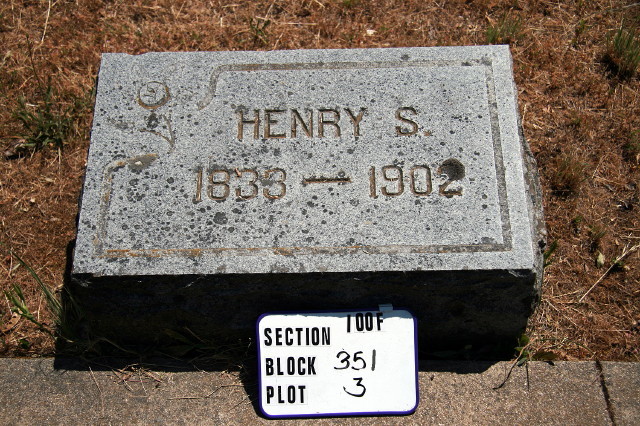 HENRY S.
1833 — 1902
SECTION IOOF
BLOCK 351
PLOT 3